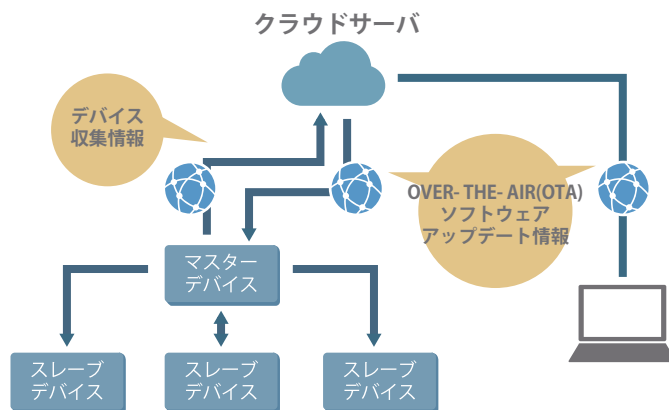 クラウドサーバ
デバイス
収集情報
OVER- THE- AIR(OTA)
ソフトウェア
アップデート情報
マスター
デバイス
スレーブ
デバイス
スレーブ
デバイス
スレーブ
デバイス